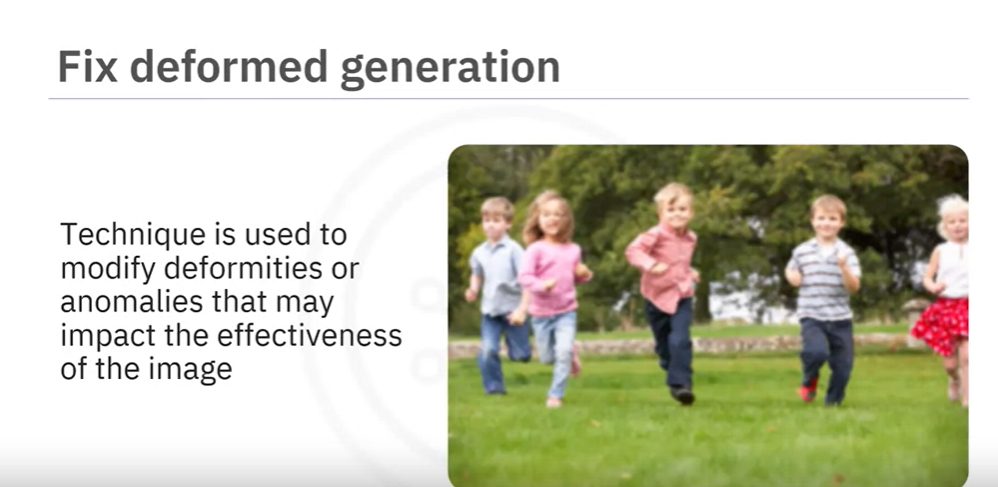 Fix deformed generation
Technique is used to
modify deformities or
anomalies that may
impact the effectiveness
of the image